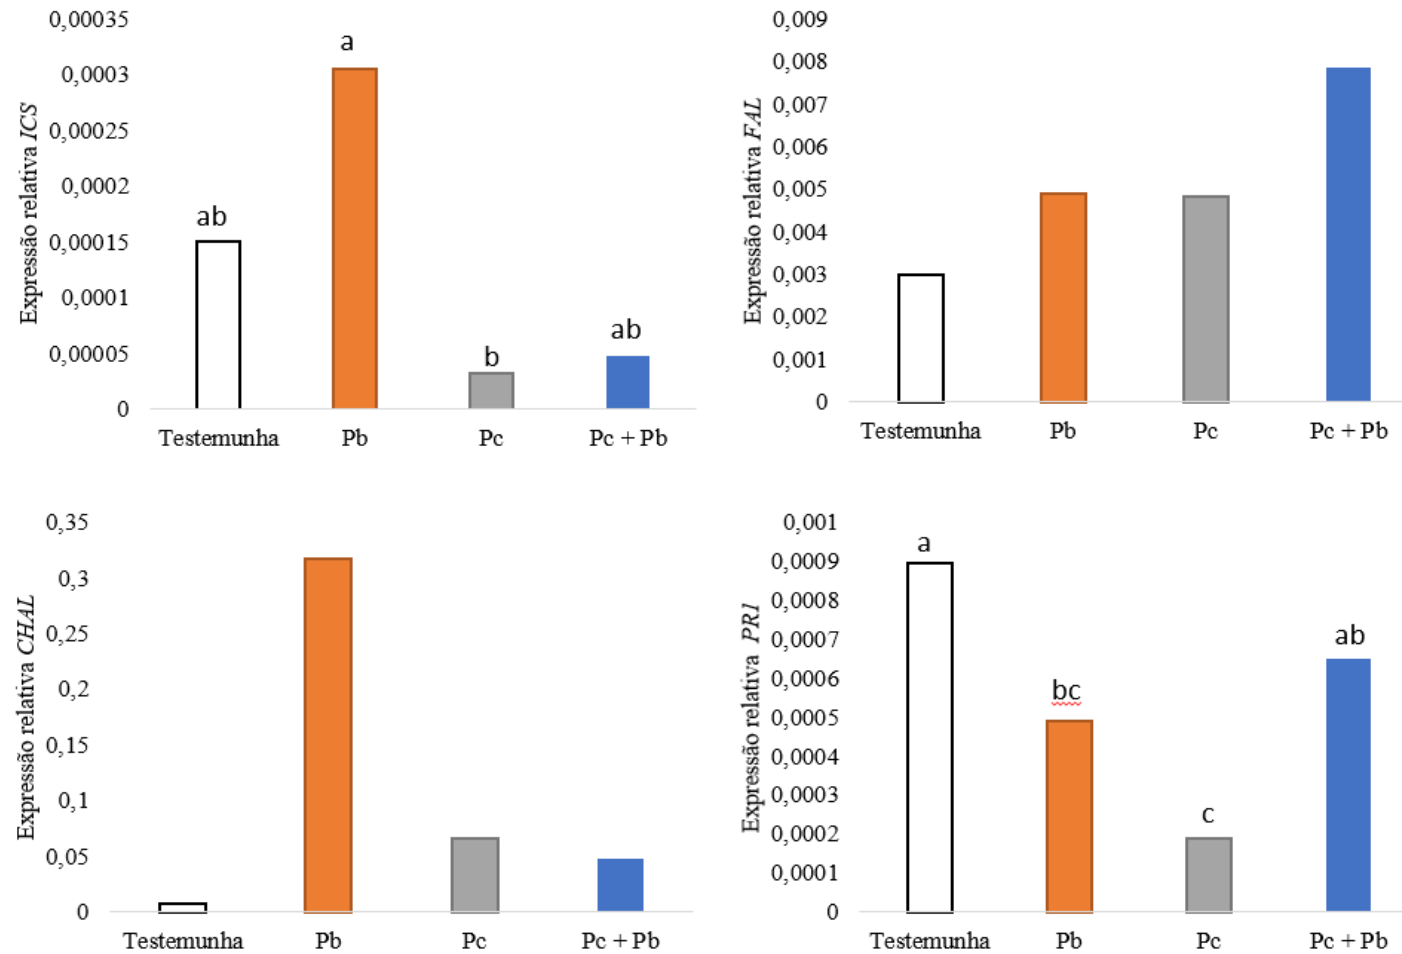 Expressão relativa ICS
0,00035
0,0003
0,00025
0,0002
0,00015
0,0001
0,00005
0
ab
a
b
ab
Testemunha Pb Pc Pc + Pb
Expressão relativa FAL
0,009
0,008
0,007
0,006
0,005
0,004
0,003
0,002
0,001
0
Testemunha Pb Pc Pc + Pb
Expressão relativa CHAL
0,35
0,3
0,25
0,2
0,15
0,1
0,05
0
Testemunha Pb Pc Pc + Pb
Expressão relativa PR1
0,001
0,0009
0,0008
0,0007
0,0006
0,0005
0,0004
0,0003
0,0002
0,0001
0
a
bc
c
ab
Testemunha Pb Pc Pc + Pb